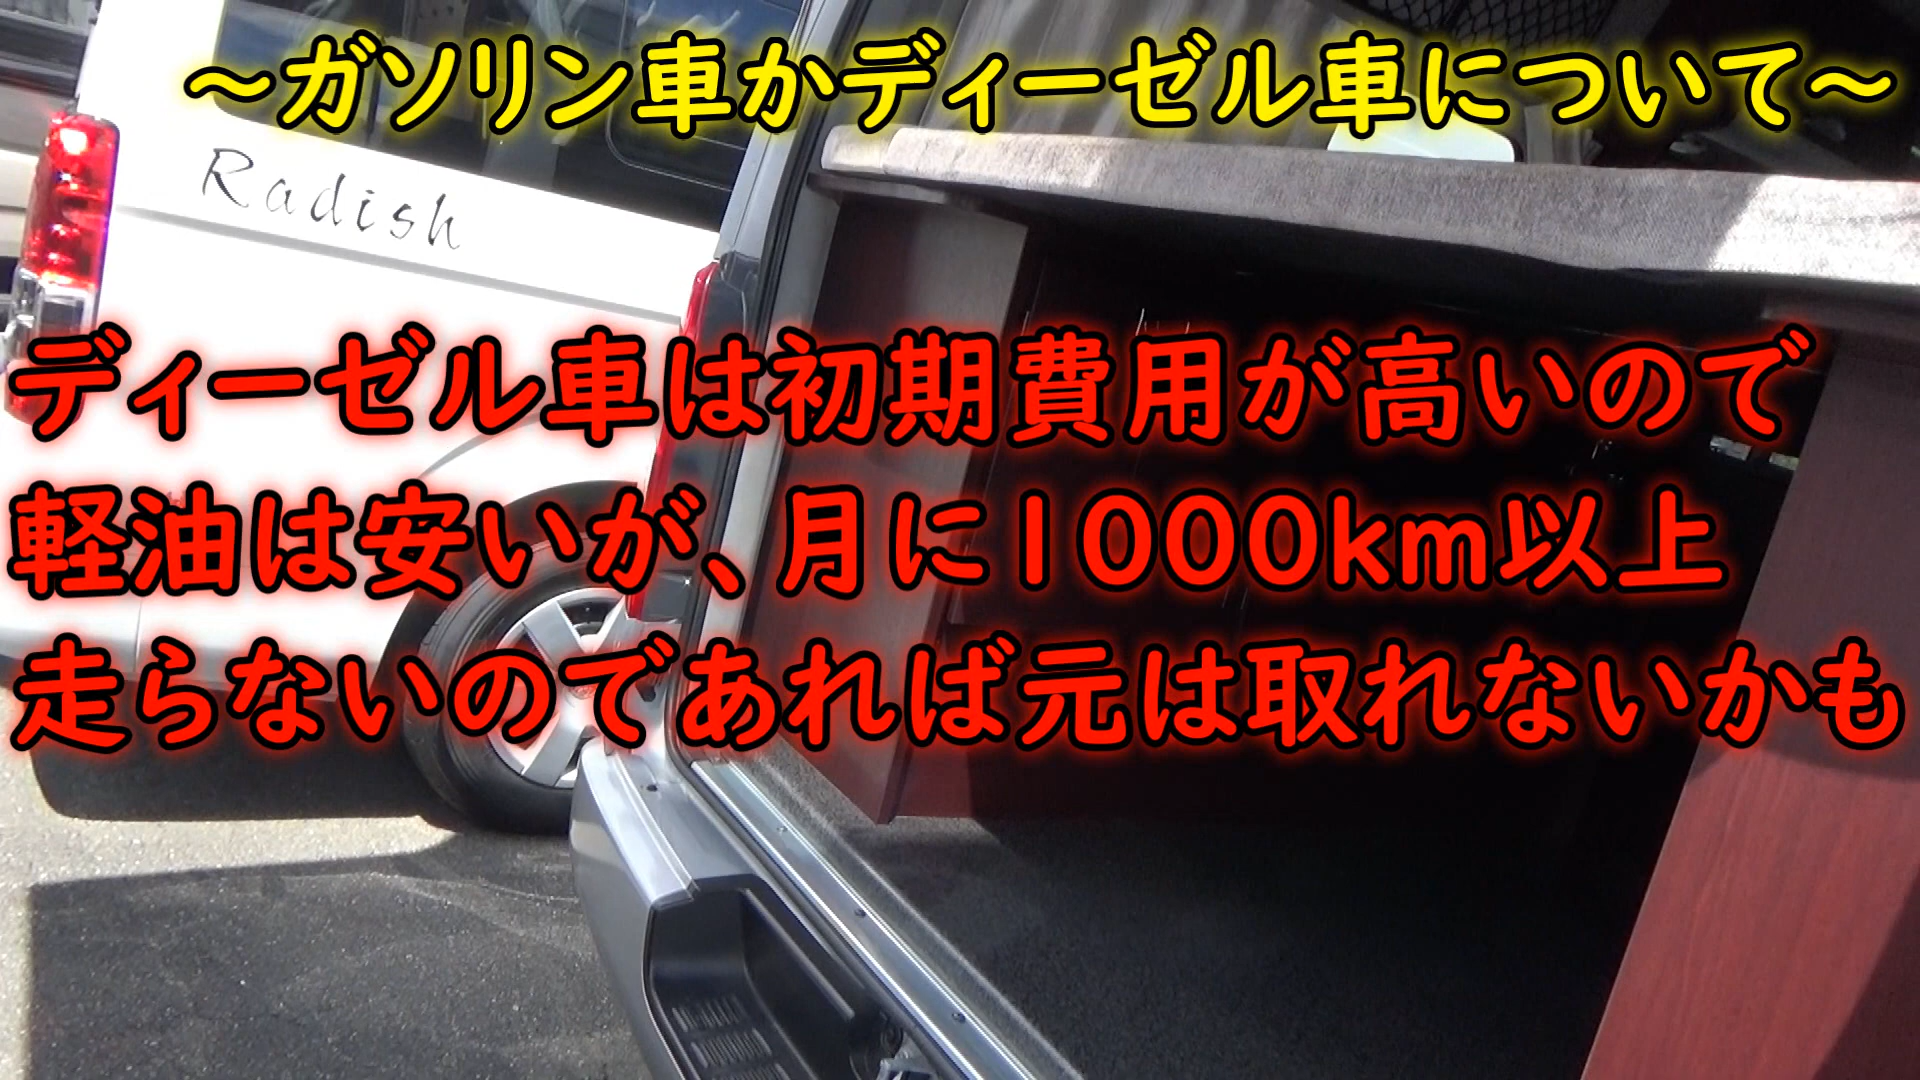 ～ガソリン車かディーゼル車について～
Radish
ディーゼル車は初期費用が高いので
軽油は安いが、月に1000km以上
走らないのであれば元は取れないかも